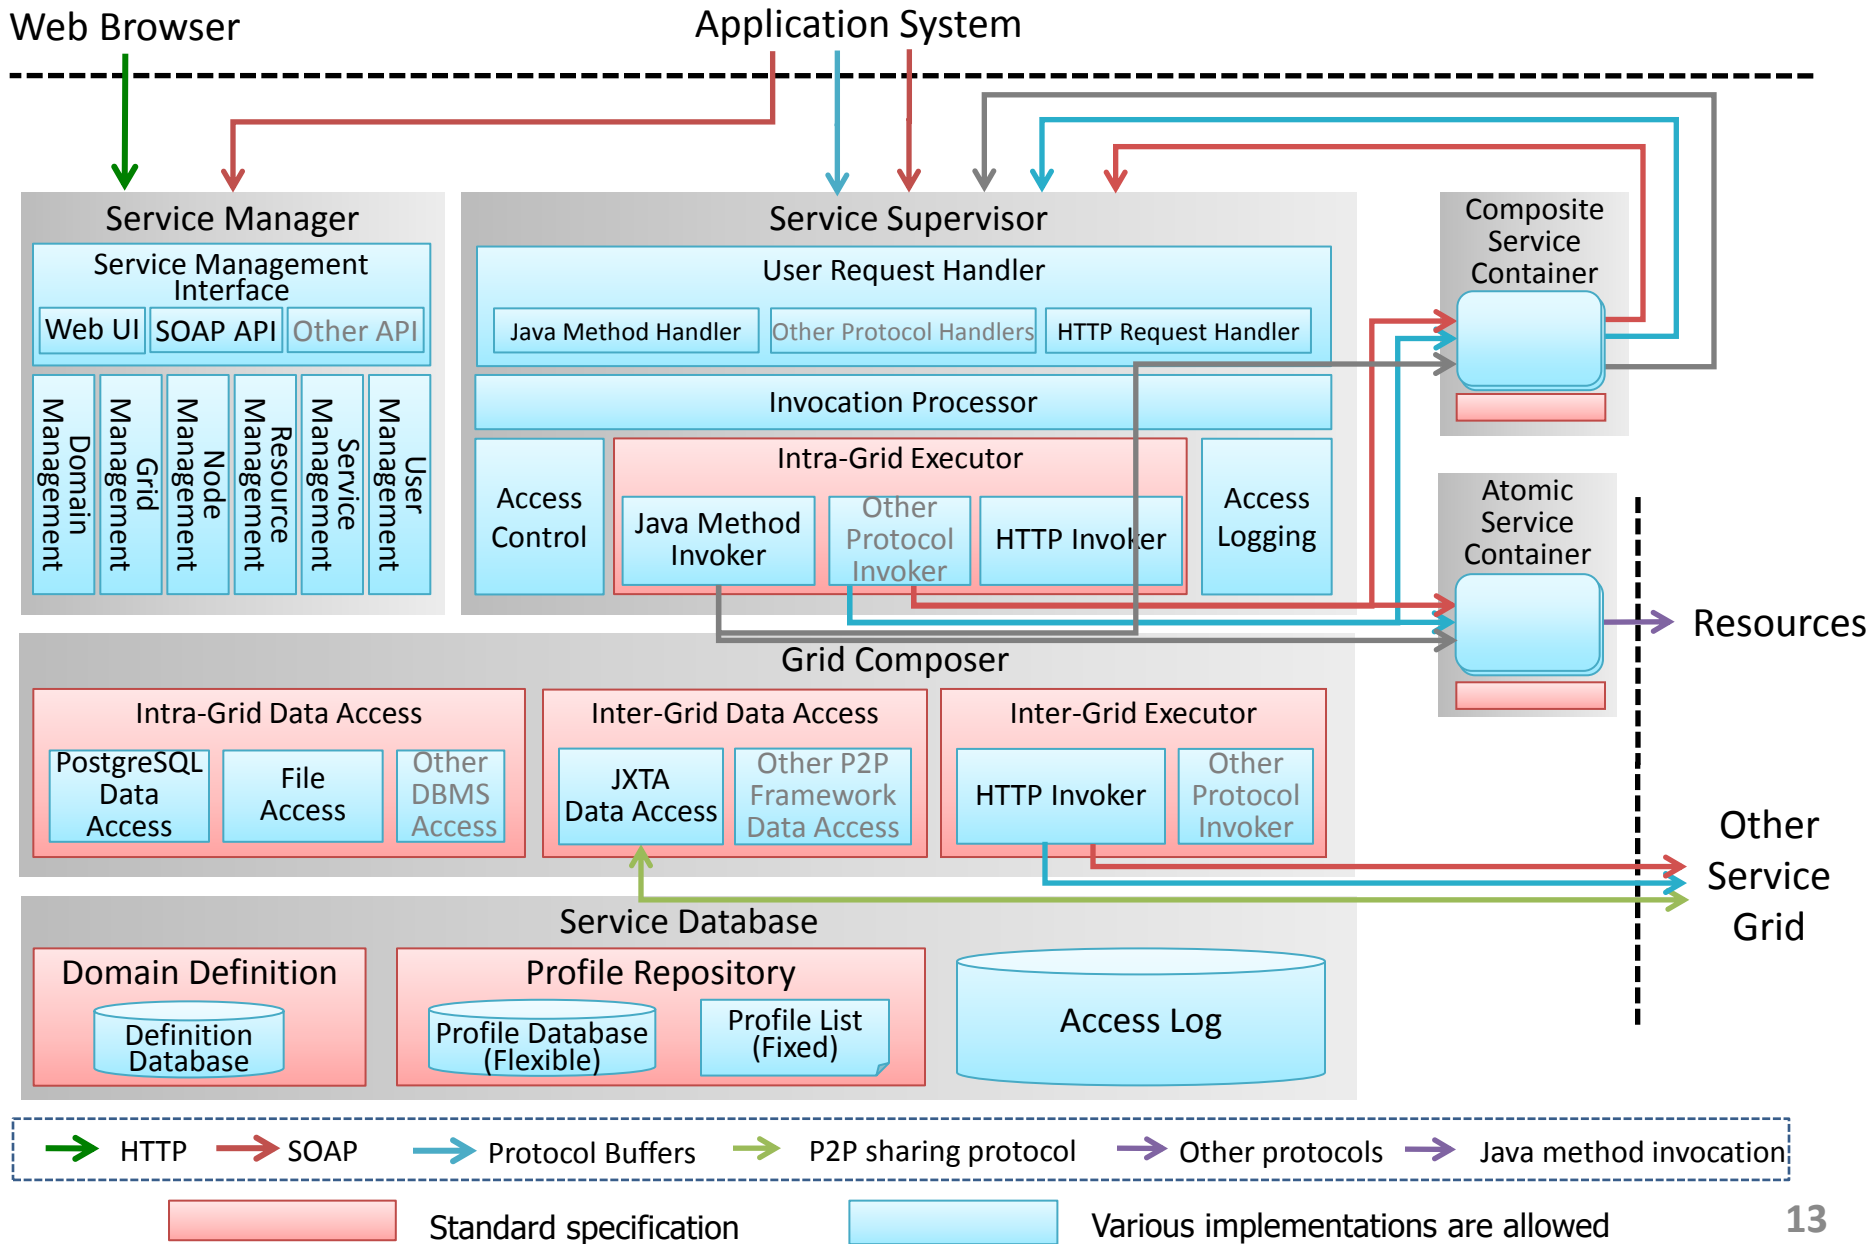 Web Browser
Application System
Service Manager
Service Management
Interface
Web UI
SOAP API
Other API
Domain
Management
Grid
Management
Node
Management
Resource
Management
Service
Management
User
Management
Service Supervisor
User Request Handler
Java Method Handler
Other Protocol Handlers
HTTP Request Handler
Invocation Processor
Access
Control
Intra-Grid Executor
Java Method
Invoker
Other
Protocol
Invoker
HTTP Invoker
Access
Logging
Composite
Service
Container
Atomic
Service
Container
Resources
Grid Composer
Intra-Grid Data Access
PostgreSQL
Data
Access
File
Access
Other
DBMS
Access
Inter-Grid Data Access
JXTA
Data Access
Other P2P
Framework
Data Access
Inter-Grid Executor
HTTP Invoker
Other
Protocol
Invoker
Other
Service
Grid
Service Database
Domain Definition
Definition
Database
Profile Repository
Profile Database
(Flexible)
Profile List
(Fixed)
Access Log
HTTP
SOAP
Protocol Buffers
P2P sharing protocol
Other protocols
Java method invocation
Standard specification
Various implementations are allowed
13